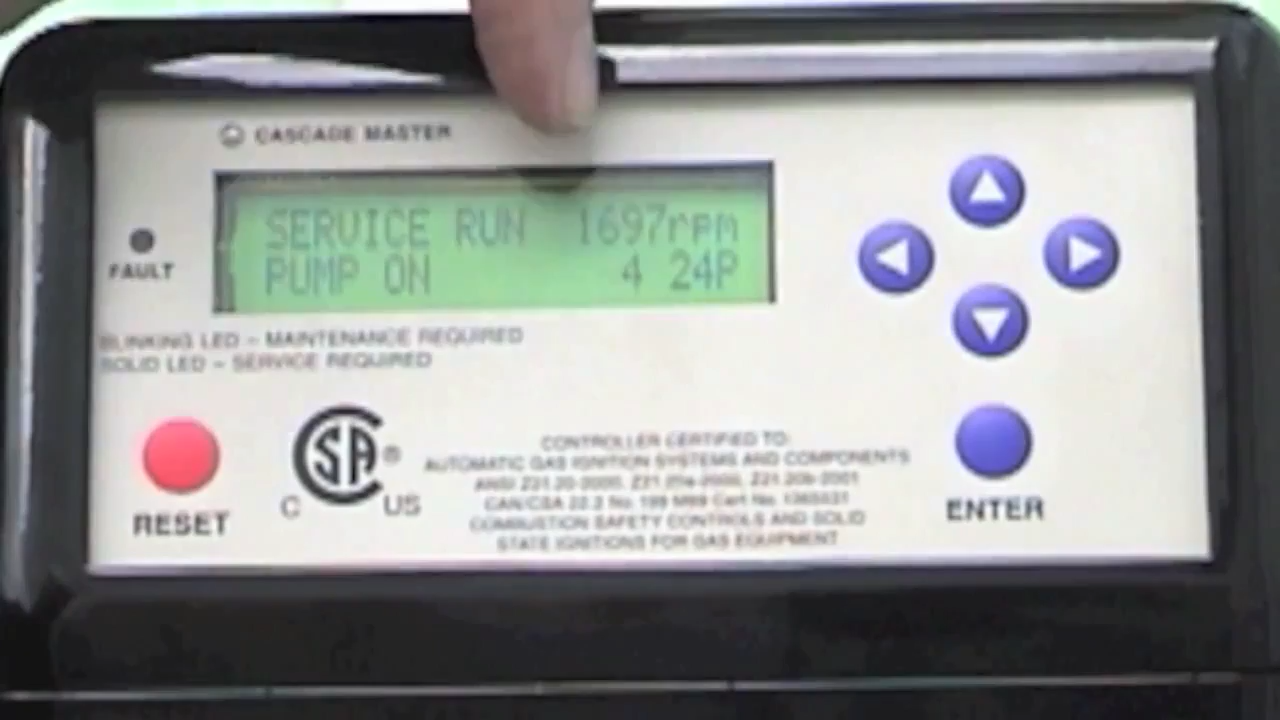 CASCADE MASTER
SERVICE RUN 1697rpm
PUMP ON 4 24P
FAULT
BLINKING LED – MAINTENANCE REQUIRED
SOLID LED – SERVICE REQUIRED
RESET
CSA®
C US
CONTROLLER CERTIFIED TO:
AUTOMATIC GAS IGNITION SYSTEMS AND COMPONENTS
ANSI Z21.20-2000, Z21.20a-2000, Z21.20b-2001
CAN/CSA 22.2 No. 199 M99 Cert No.
COMBUSTION SAFETY CONTROLS AND SOLID
STATE IGNITIONS FOR GAS EQUIPMENT
ENTER